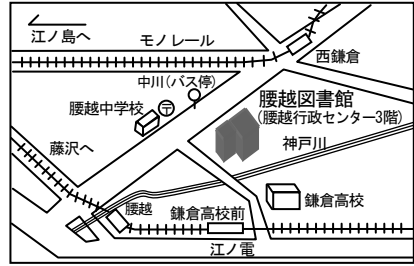 江ノ島へ
モノレール
西鎌倉
中川(バス停)
腰越図書館
(腰越行政センター3階)
腰越中学校
〒
神戸川
藤沢へ
鎌倉高校
腰越
鎌倉高校前
江ノ電